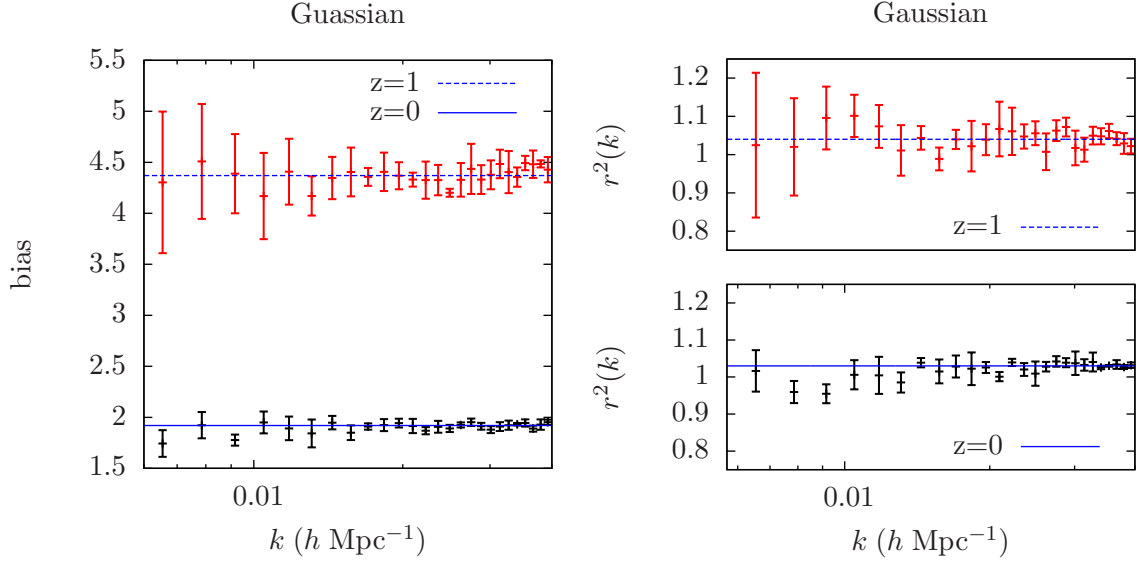 Guassian
5.5
5
4.5
4
3.5
3
2.5
2
1.5
bias
z=1
z=0
0.01
k (h Mpc⁻¹)
Gaussian
1.2
1.1
1
0.9
0.8
r²(k)
z=1
1.2
1.1
1
0.9
0.8
r²(k)
z=0
0.01
k (h Mpc⁻¹)